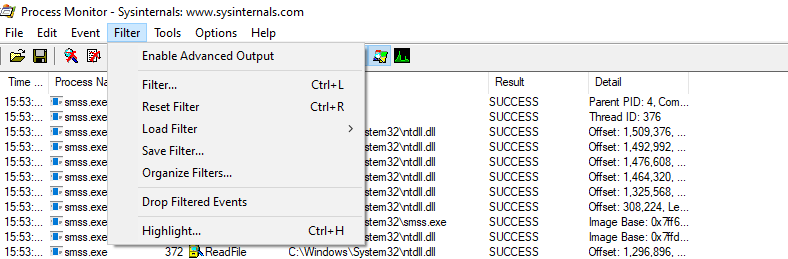 Process Monitor - Sysinternals: www.sysinternals.com
File Edit Event Filter Tools Options Help
Enable Advanced Output
Filter... Ctrl+L
Reset Filter Ctrl+R
Load Filter >
Save Filter...
Organize Filters...
Drop Filtered Events
Highlight... Ctrl+H
Time ... Process Na Result Detail
15:53:... smss.exe SUCCESS Parent PID: 4, Com...
15:53:... smss.exe SUCCESS Thread ID: 376
15:53:... smss.exe stem32\ntdll.dll SUCCESS Offset: 1,509,376, ...
15:53:... smss.exe stem32\ntdll.dll SUCCESS Offset: 1,492,992, ...
15:53:... smss.exe stem32\ntdll.dll SUCCESS Offset: 1,476,608, ...
15:53:... smss.exe stem32\ntdll.dll SUCCESS Offset: 1,464,320, ...
15:53:... smss.exe stem32\ntdll.dll SUCCESS Offset: 1,325,568, ...
15:53:... smss.exe stem32\ntdll.dll SUCCESS Offset: 308,224, Le...
15:53:... smss.exe stem32\smss.exe SUCCESS Image Base: 0x7ff6...
15:53:... smss.exe stem32\ntdll.dll SUCCESS Image Base: 0x7ffd...
15:53:... smss.exe 372 ReadFile C:\Windows\System32\ntdll.dll SUCCESS Offset: 1,296,896, ...